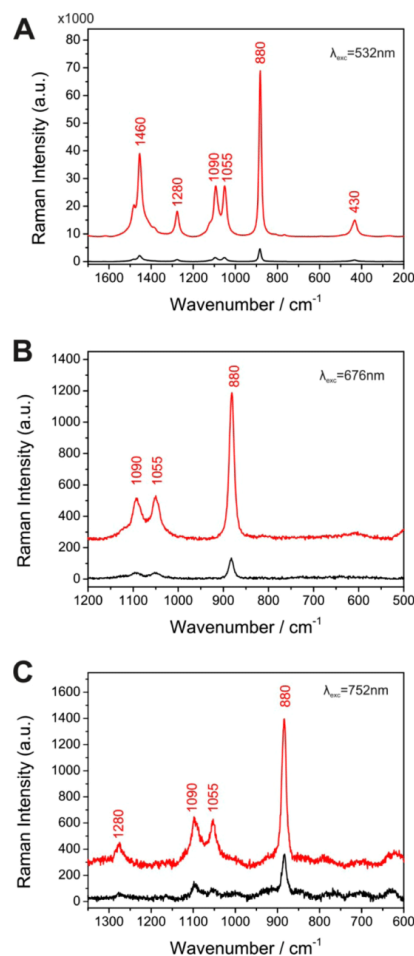 A
x1000
λexc=532nm
880
1460
1280
1090
1055
430
80
70
60
50
40
30
20
10
0
Raman Intensity (a.u.)
1600 1400 1200 1000 800 600 400 200
Wavenumber / cm-1
B
λexc=676nm
880
1090
1055
1400
1200
1000
800
600
400
200
0
Raman Intensity (a.u.)
1200 1100 1000 900 800 700 600 500
Wavenumber / cm-1
C
λexc=752nm
880
1280
1090
1055
1600
1400
1200
1000
800
600
400
200
0
Raman Intensity (a.u.)
1300 1200 1100 1000 900 800 700 600
Wavenumber / cm-1